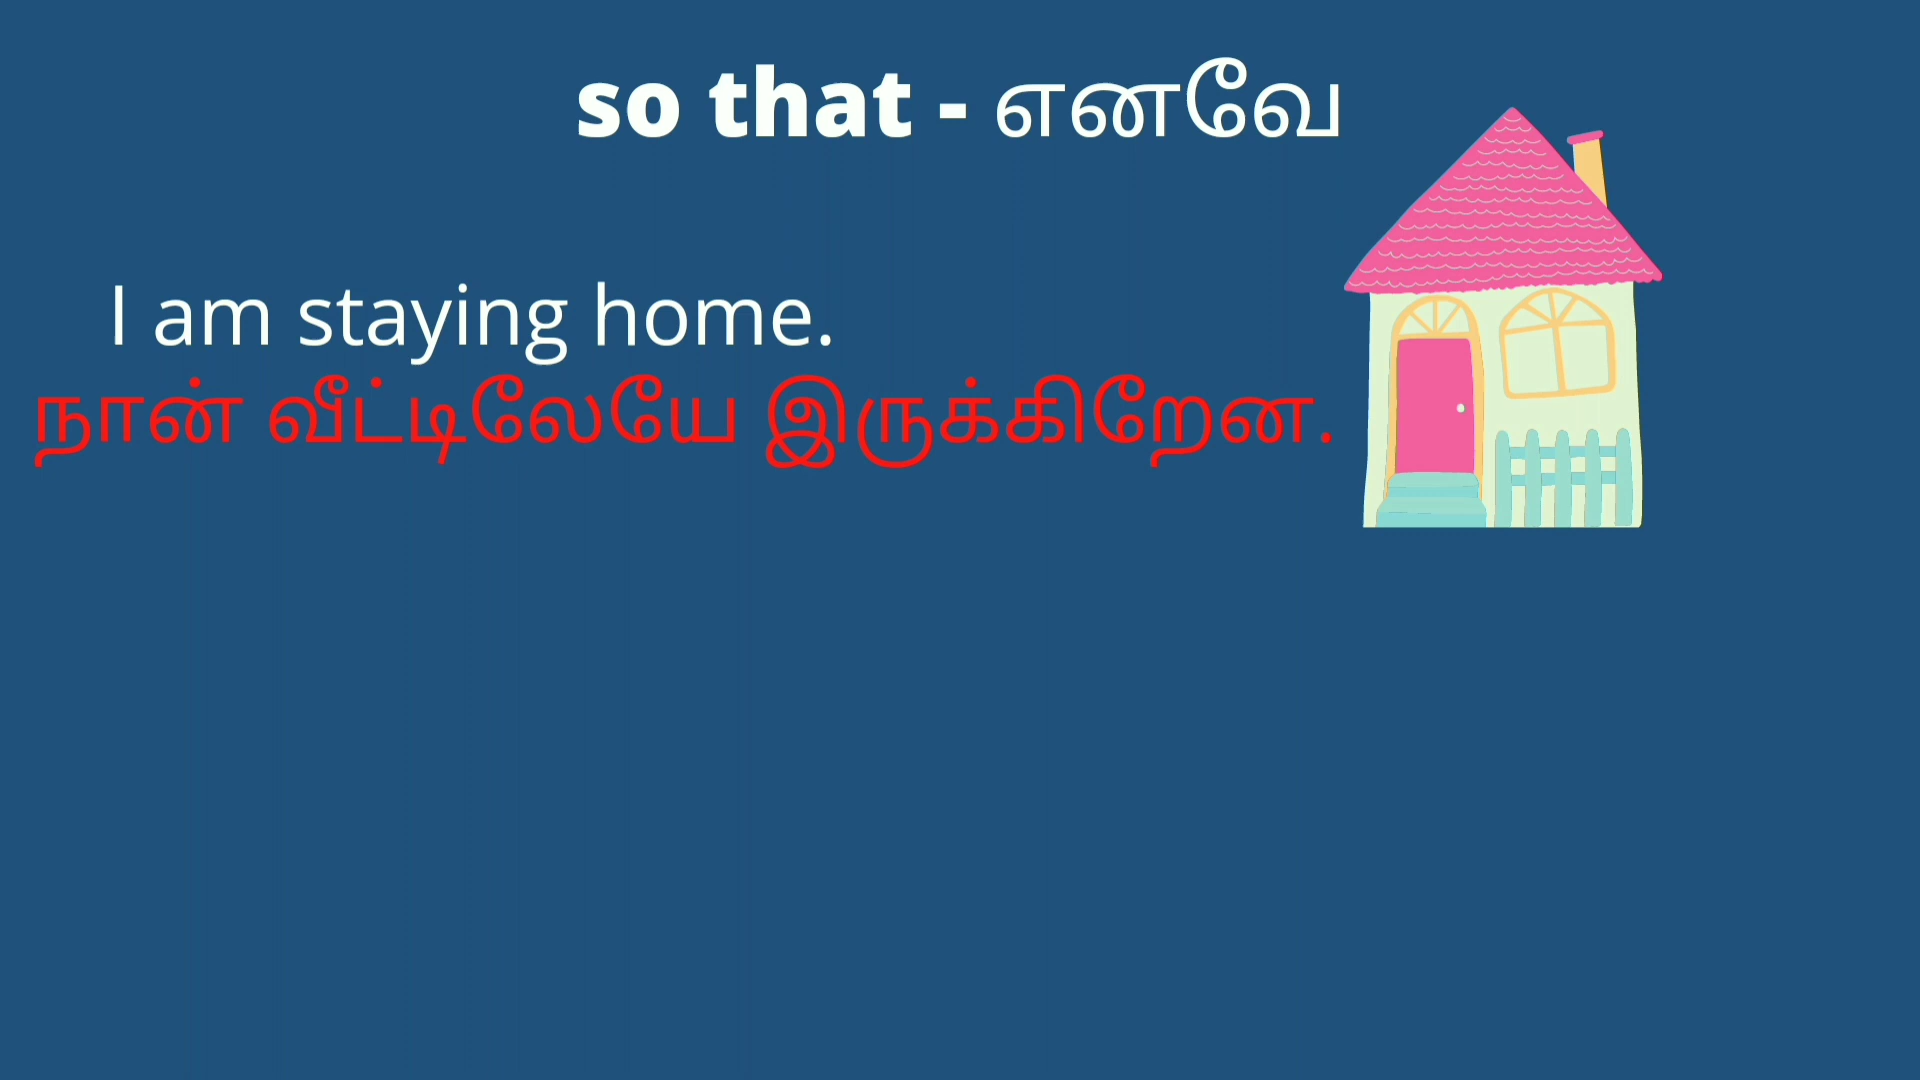 so that - எனவே
I am staying home.
நான் வீட்டிலேயே இருக்கிறேன.